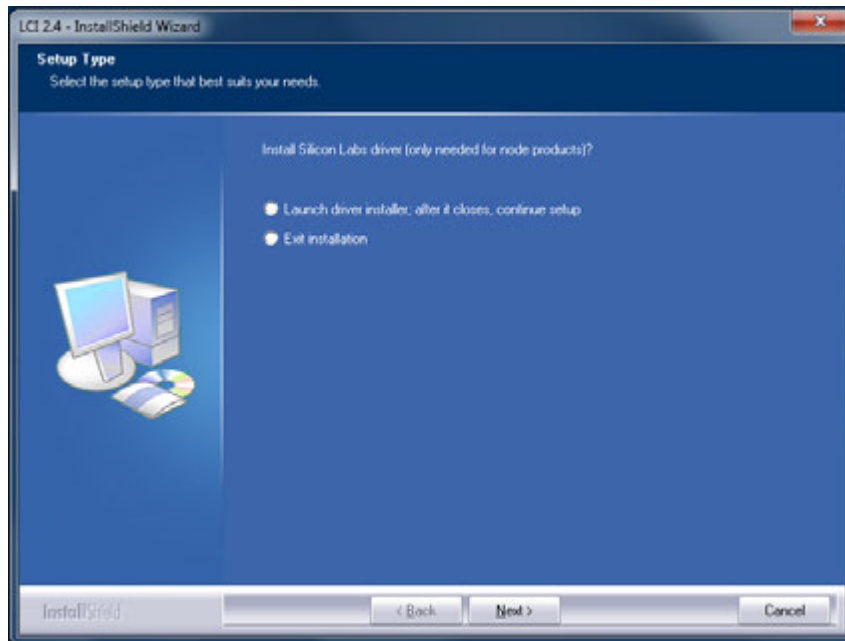 LCI 2.4 - InstallShield Wizard
Setup Type
Select the setup type that best suits your needs.
Install Silicon Labs driver (only needed for node products)?
Launch driver installer; after it closes, continue setup
Exit installation
InstallShield
< Back
Next >
Cancel